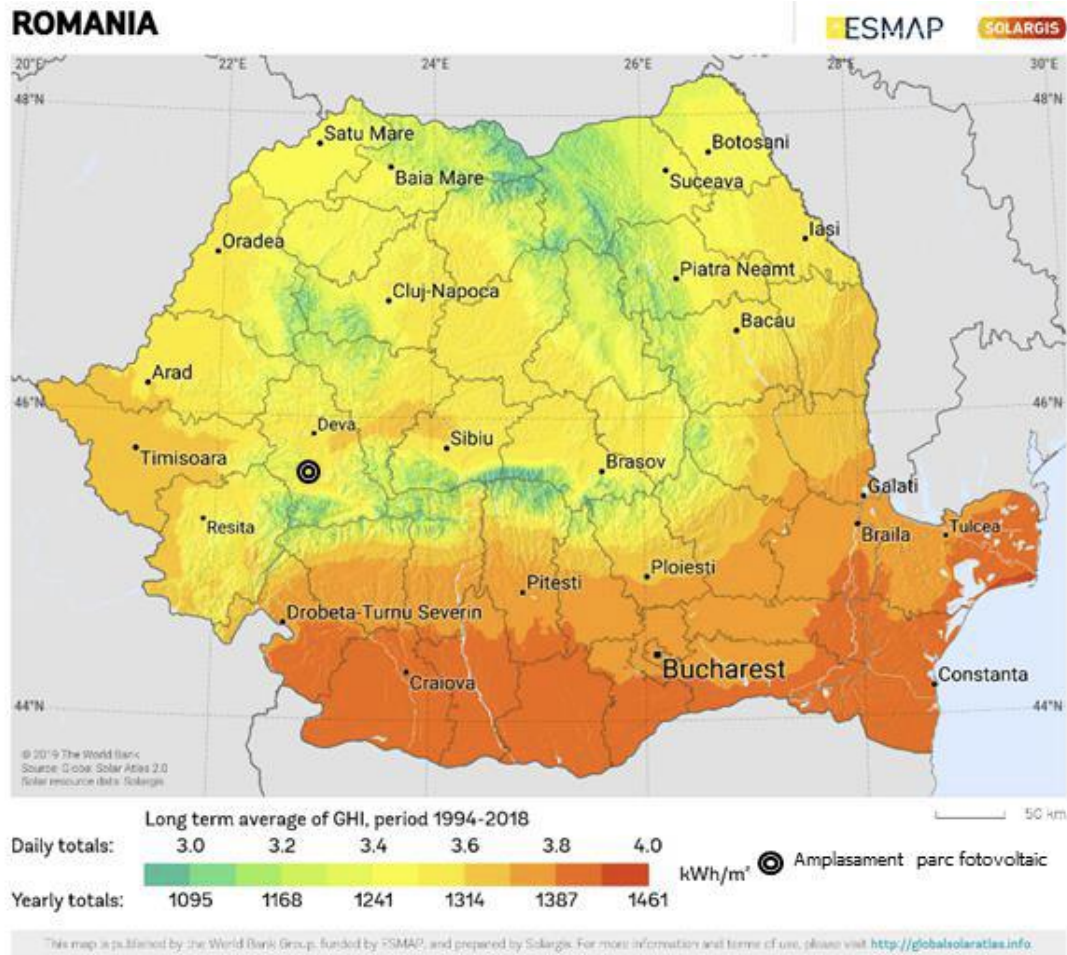 ROMANIA
ESMAP
SOLARGIS
20°E 22°E 24°E 26°E 28°E 30°E
48°N 48°N
Satu Mare
Botosani
Baia Mare
Suceava
Iasi
Oradea
Piatra Neamt
Cluj-Napoca
Bacau
Arad
46°N 46°N
Deva
Sibiu
Timisoara
Brasov
Galati
Resita
Braila
Tulcea
Ploiesti
Pitesti
Drobeta-Turnu Severin
Bucharest
Constanta
Craiova
44°N 44°N
© 2019 The World Bank
Source: Global Solar Atlas 2.0
Solar resource data: Solargis
Long term average of GHI, period 1994-2018
50 km
Daily totals: 3.0 3.2 3.4 3.6 3.8 4.0
kWh/m²
Amplasament parc fotovoltaic
Yearly totals: 1095 1168 1241 1314 1387 1461
This map is published by the World Bank Group, funded by ESMAP, and prepared by Solargis. For more information and terms of use, please visit http://globalsolaratlas.info.